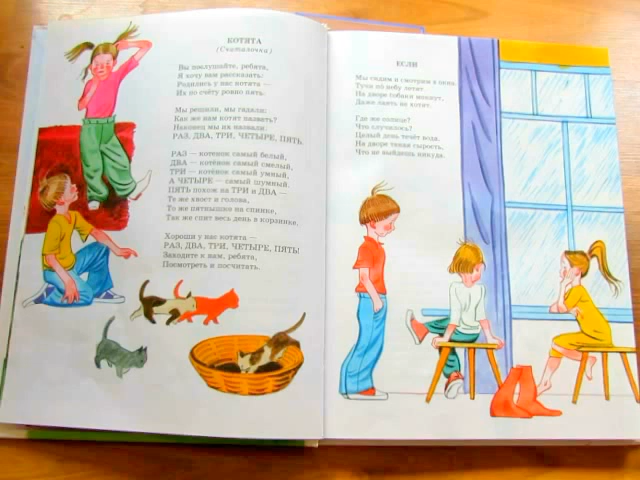 КОТЯТА
(Считалочка)
Вы послушайте, ребята,
Я хочу вам рассказать:
Родились у нас котята —
Их по счёту ровно пять.
Мы решали, мы гадали:
Как же нам котят назвать?
Наконец мы их назвали:
РАЗ, ДВА, ТРИ, ЧЕТЫРЕ, ПЯТЬ.
РАЗ — котёнок самый белый,
ДВА — котёнок самый смелый,
ТРИ — котёнок самый умный,
А ЧЕТЫРЕ — самый шумный.
ПЯТЬ похож на ТРИ и ДВА —
Те же хвост и голова,
То же пятнышко на спинке,
Так же спит весь день в корзинке.
Хороши у нас котята —
РАЗ, ДВА, ТРИ, ЧЕТЫРЕ, ПЯТЬ!
Заходите к нам, ребята,
Посмотреть и посчитать.
ЕСЛИ
Мы сидим и смотрим в окна.
Тучи по небу летят.
На дворе собаки мокнут,
Даже лаять не хотят.
Где же солнце?
Что случилось?
Целый день течёт вода.
На дворе такая сырость,
Что не выйдешь никуда.